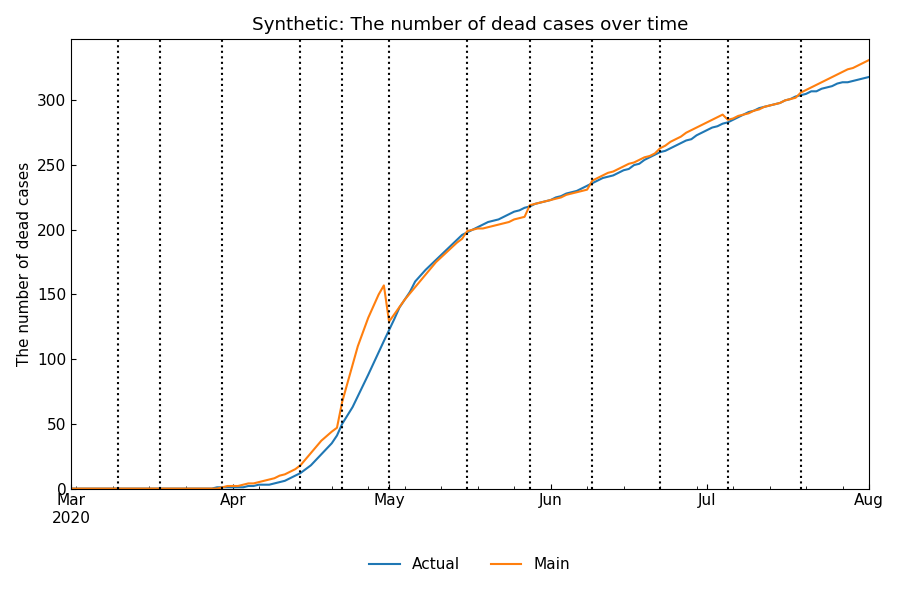 Synthetic: The number of dead cases over time
The number of dead cases
300
250
200
150
100
50
0
Mar Apr May Jun Jul Aug
2020
Actual Main